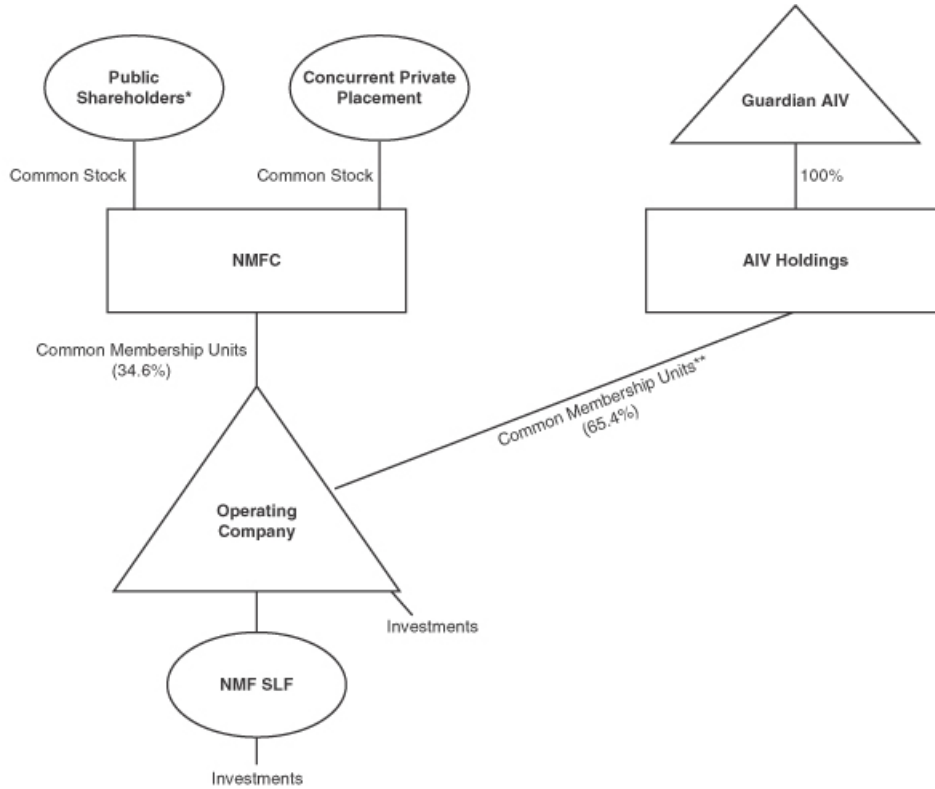 Public
Shareholders*
Concurrent Private
Placement
Guardian AIV
Common Stock
Common Stock
100%
NMFC
AIV Holdings
Common Membership Units
(34.6%)
Common Membership Units**
(65.4%)
Operating
Company
Investments
NMF SLF
Investments